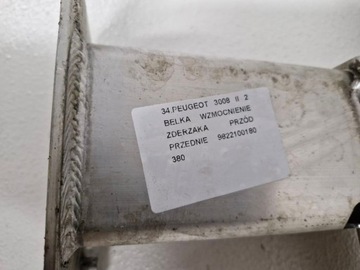 34.PEUGEOT 3008 II 2
BELKA WZMOCNIENIE
ZDERZAKA PRZÓD
PRZEDNIE 9822100180
380